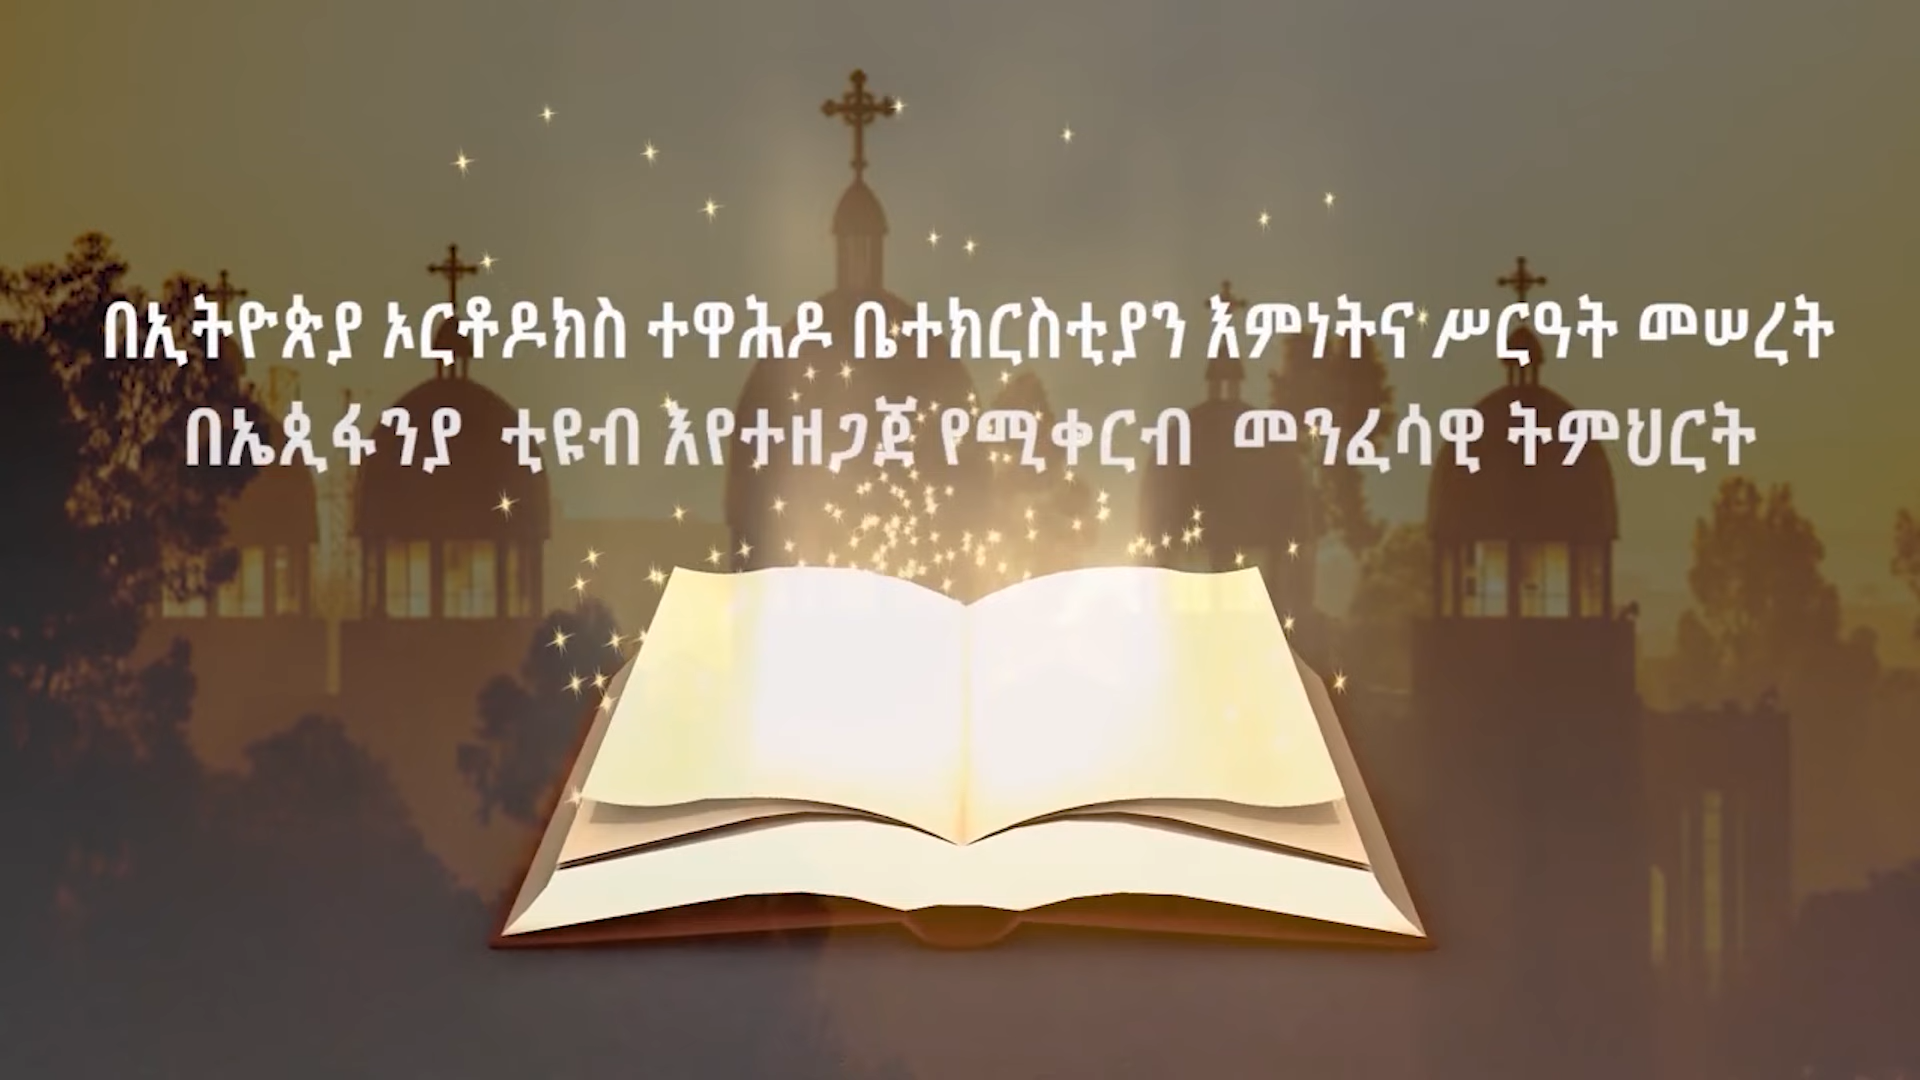 በኢትዮጵያ ኦርቶዶክስ ተዋሕዶ ቤተክርስቲያን እምነትና ሥርዓት መሠረት
በኤጲፋንያ ቲዩብ እየተዘጋጀ የሚቀርብ መንፈሳዊ ትምህርት